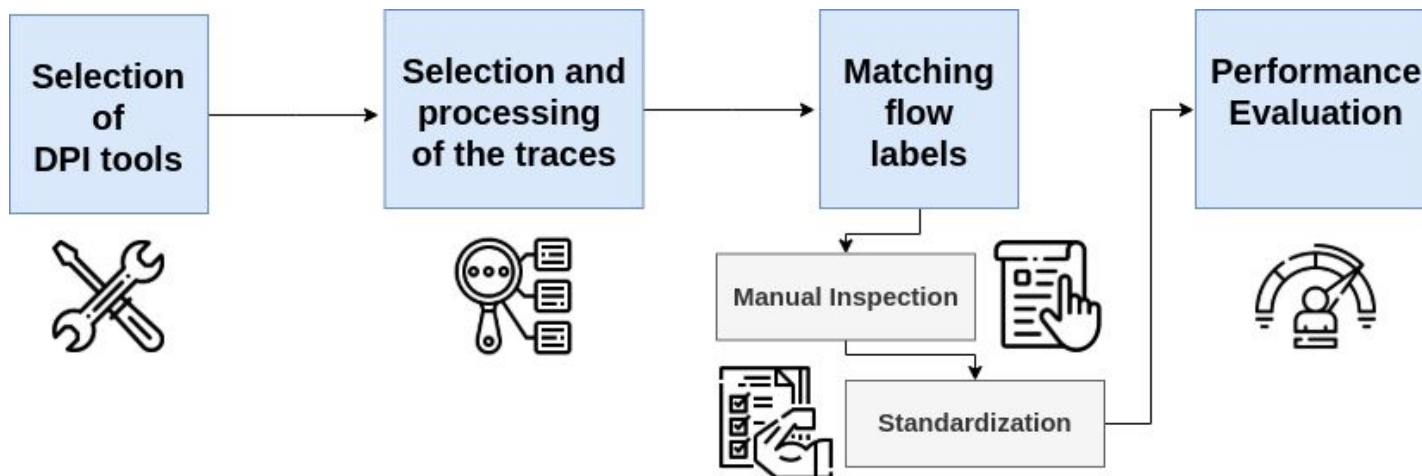 Selection
of
DPI tools
Selection and
processing
of the traces
Matching
flow
labels
Manual Inspection
Standardization
Performance
Evaluation